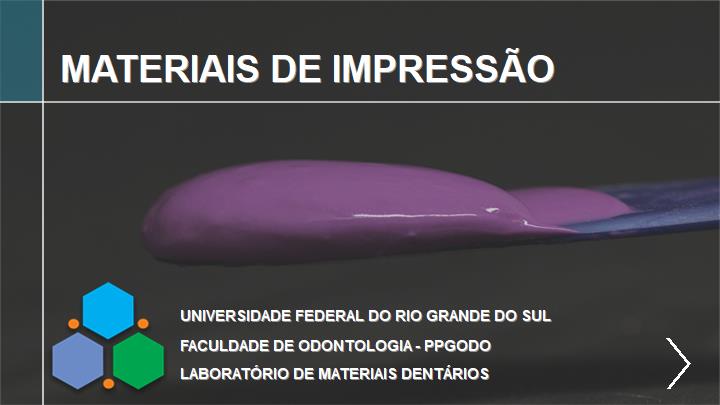 MATERIAIS DE IMPRESSÃO
UNIVERSIDADE FEDERAL DO RIO GRANDE DO SUL
FACULDADE DE ODONTOLOGIA - PPGODO
LABORATÓRIO DE MATERIAIS DENTÁRIOS